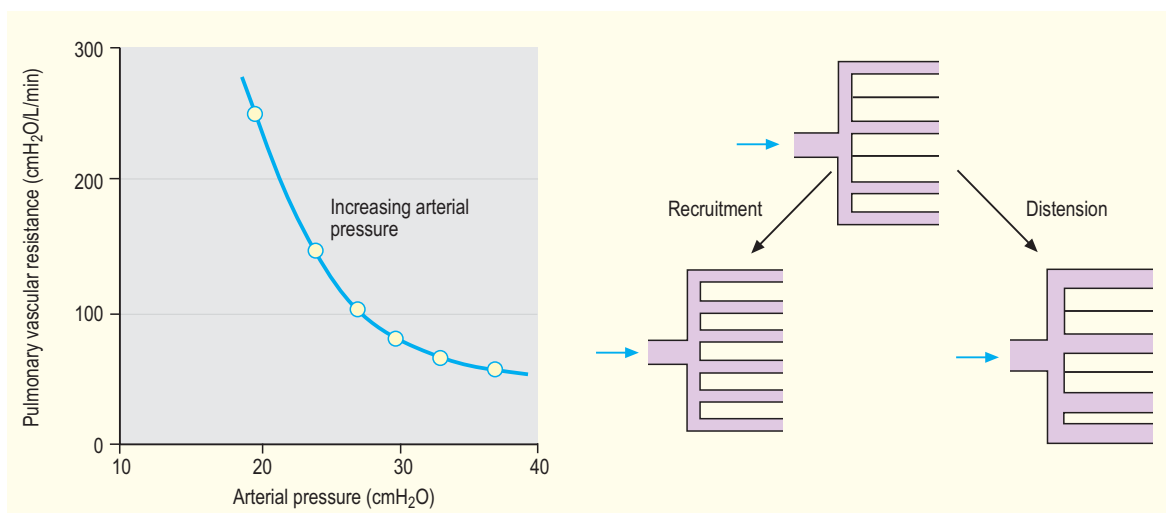 Pulmonary vascular resistance (cmH₂O/L/min)
300
200
100
0
10
20
30
40
Arterial pressure (cmH₂O)
Increasing arterial
pressure
Recruitment
Distension